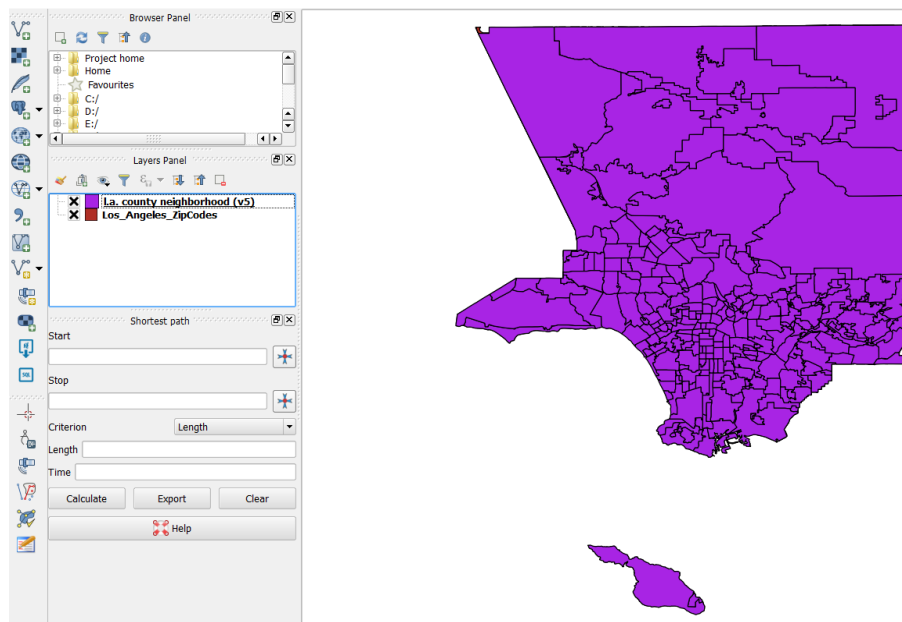 Browser Panel
Project home
Home
Favourites
C:/
D:/
E:/
Layers Panel
l.a. county neighborhood (v5)
Los_Angeles_ZipCodes
Shortest path
Start
Stop
Criterion
Length
Length
Time
Calculate
Export
Clear
Help